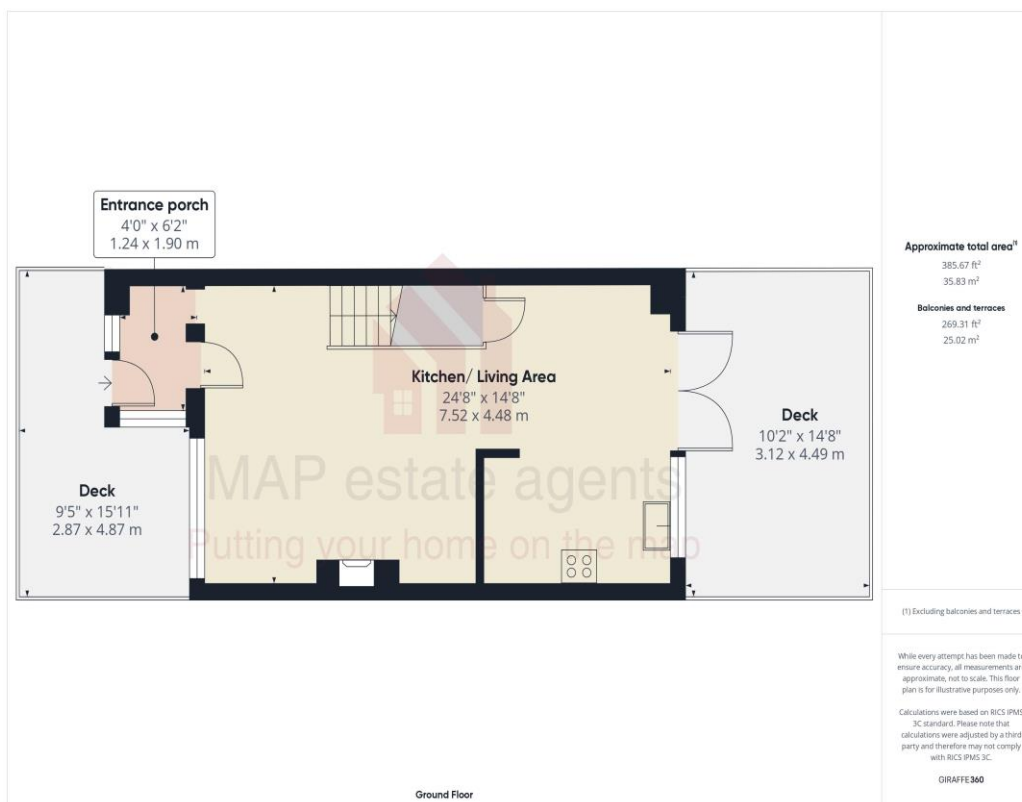 Entrance porch
4'0" x 6'2"
1.24 x 1.90 m
Kitchen/ Living Area
24'8" x 14'8"
7.52 x 4.48 m
Deck
10'2" x 14'8"
3.12 x 4.49 m
Deck
9'5" x 15'11"
2.87 x 4.87 m
MAP estate agents
Putting your home on the map
Ground Floor
Approximate total area(1)
385.67 ft²
35.83 m²
Balconies and terraces
269.31 ft²
25.02 m²
(1) Excluding balconies and terraces
While every attempt has been made to
ensure accuracy, all measurements are
approximate, not to scale. This floor
plan is for illustrative purposes only.
Calculations were based on RICS IPMS
3C standard. Please note that
calculations were adjusted by a third
party and therefore may not comply
with RICS IPMS 3C.
GIRAFFE360